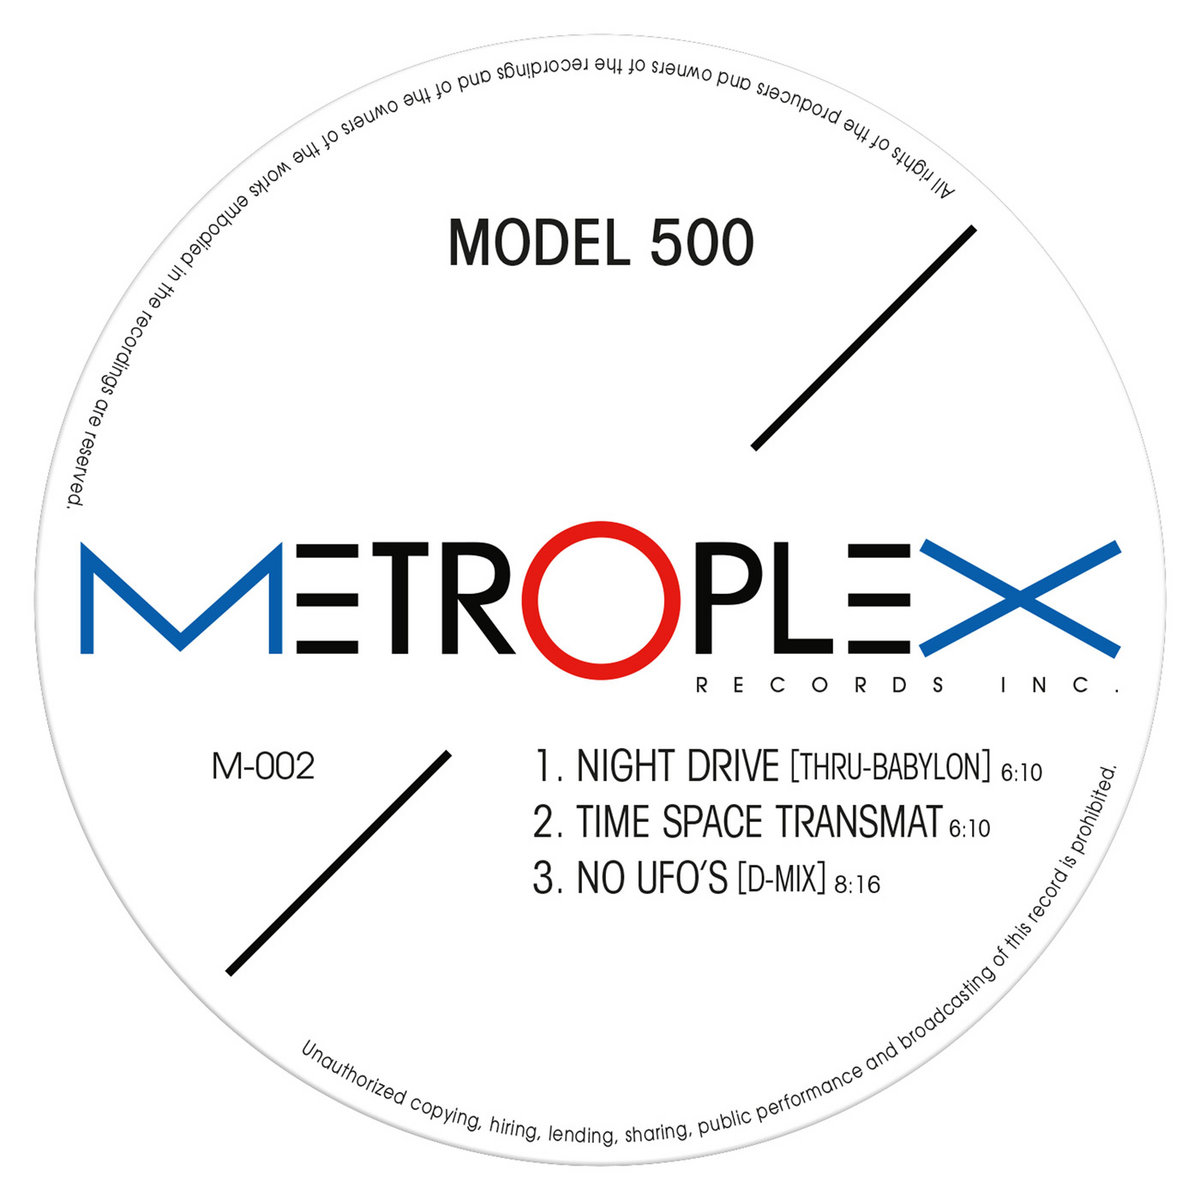 All rights of the producers and owners of the recordings and of the owners of the works embodied in the recordings are reserved.
MODEL 500
METROPLEX
RECORDS INC.
M-002
1. NIGHT DRIVE [THRU-BABYLON] 6:10
2. TIME SPACE TRANSMAT 6:10
3. NO UFO'S [D-MIX] 8:16
Unauthorized copying, hiring, lending, sharing, public performance and broadcasting of this record is prohibited.